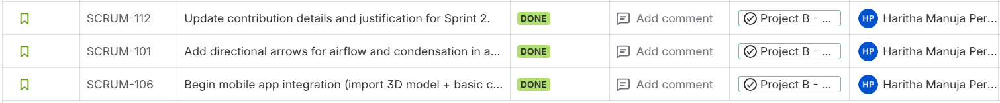 SCRUM-112 Update contribution details and justification for Sprint 2. DONE Add comment Project B - ... HP Haritha Manuja Per...
SCRUM-101 Add directional arrows for airflow and condensation in a... DONE Add comment Project B - ... HP Haritha Manuja Per...
SCRUM-106 Begin mobile app integration (import 3D model + basic c... DONE Add comment Project B - ... HP Haritha Manuja Per...